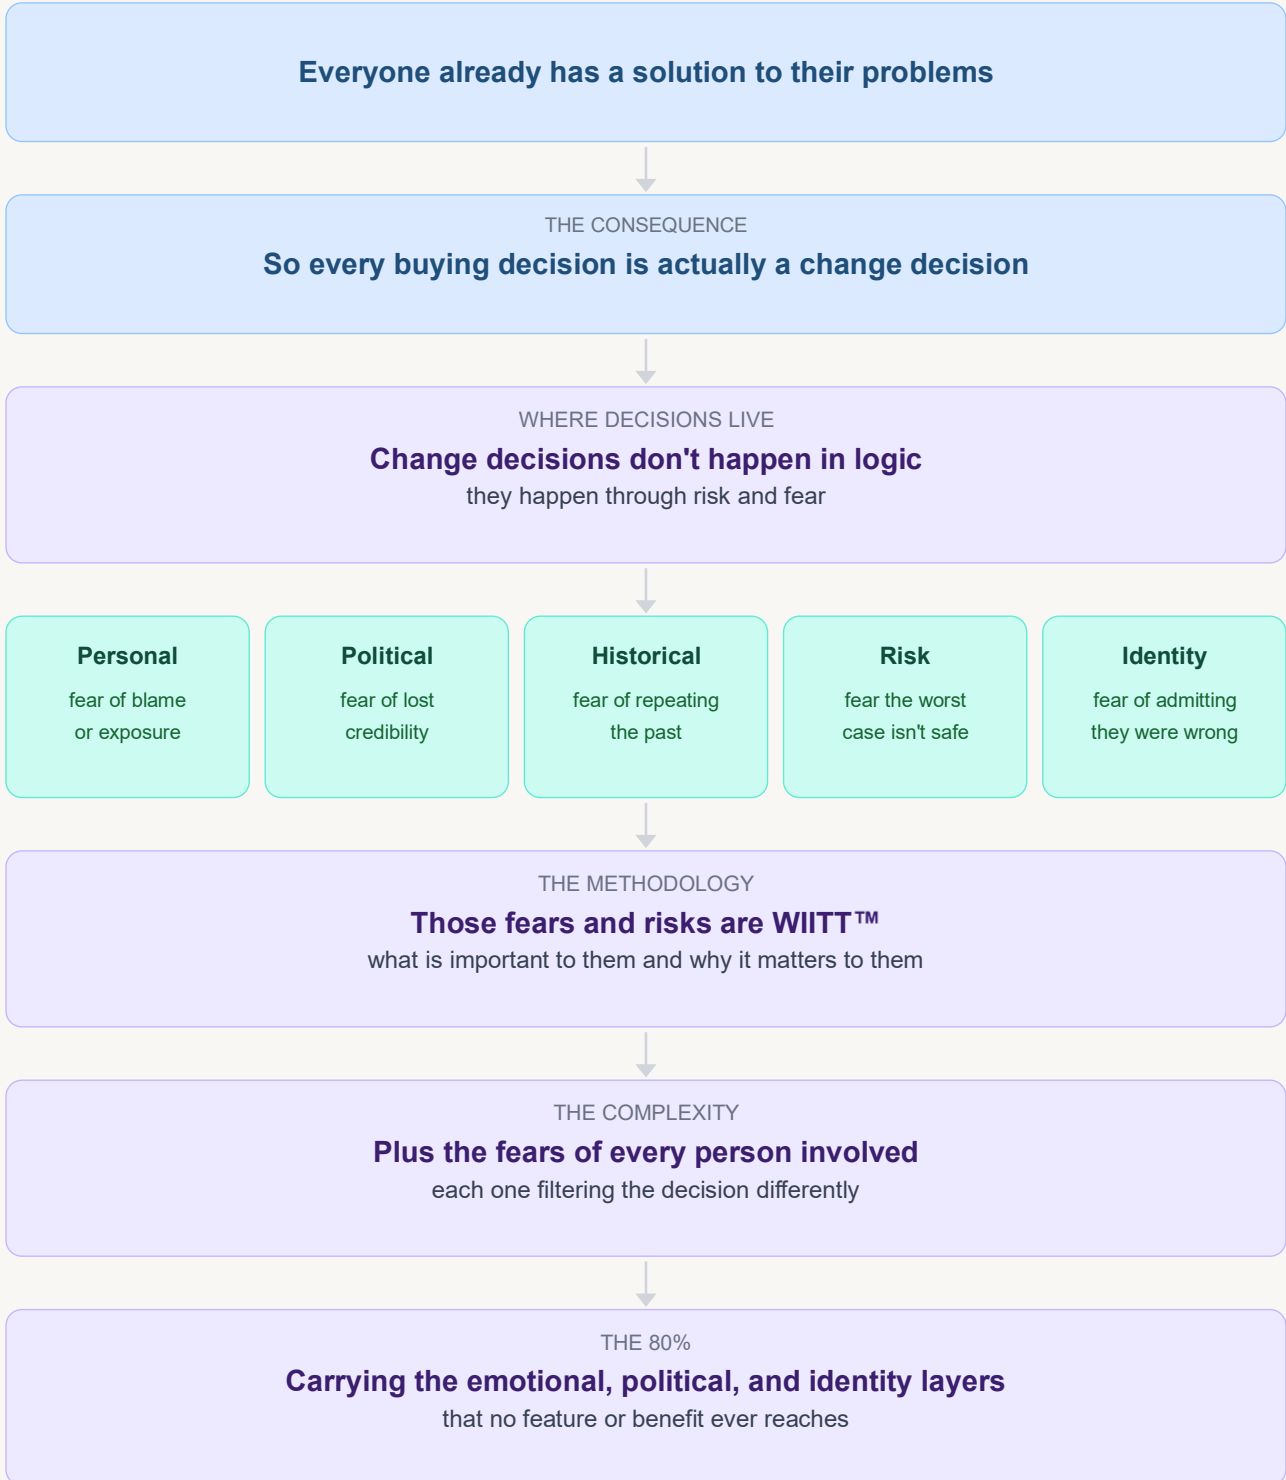 Everyone already has a solution to their problems
THE CONSEQUENCE
So every buying decision is actually a change decision
WHERE DECISIONS LIVE
Change decisions don't happen in logic
they happen through risk and fear
Personal
fear of blame
or exposure
Political
fear of lost
credibility
Historical
fear of repeating
the past
Risk
fear the worst
case isn't safe
Identity
fear of admitting
they were wrong
THE METHODOLOGY
Those fears and risks are WIITT™
what is important to them and why it matters to them
THE COMPLEXITY
Plus the fears of every person involved
each one filtering the decision differently
THE 80%
Carrying the emotional, political, and identity layers
that no feature or benefit ever reaches